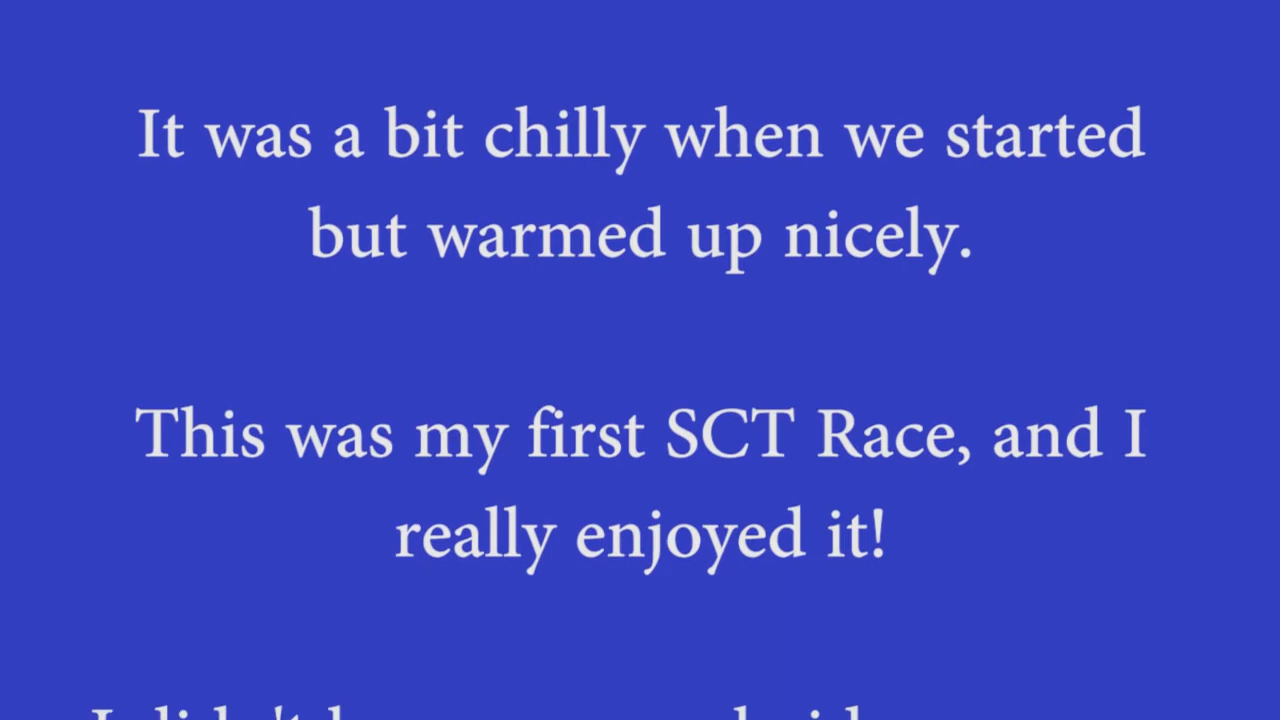 It was a bit chilly when we started
but warmed up nicely.
This was my first SCT Race, and I
really enjoyed it!
I didn't